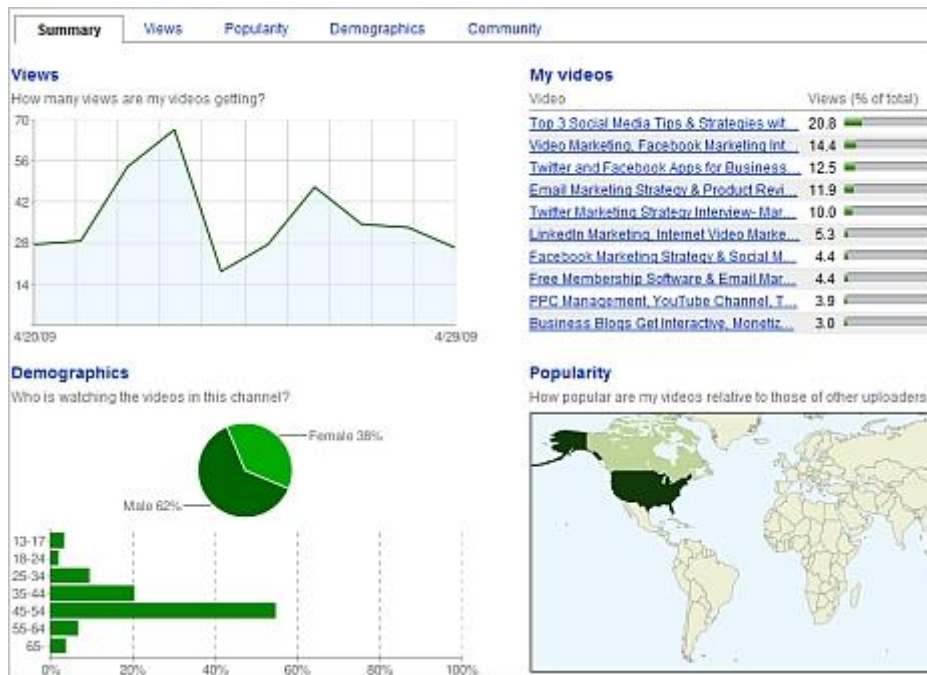 Summary Views Popularity Demographics Community
Views
How many views are my videos getting?
70
56
42
28
14
4/20/09 4/29/09
My videos
Video Views (% of total)
Top 3 Social Media Tips & Strategies wit... 20.8
Video Marketing, Facebook Marketing Int... 14.4
Twitter and Facebook Apps for Business... 12.5
Email Marketing Strategy & Product Revi... 11.9
Twitter Marketing Strategy Interview- Mar... 10.0
LinkedIn Marketing, Internet Video Marke... 5.3
Facebook Marketing Strategy & Social M... 4.4
Free Membership Software & Email Mar... 4.4
PPC Management, YouTube Channel, T... 3.9
Business Blogs Get Interactive, Monetiz... 3.0
Demographics
Who is watching the videos in this channel?
Female 38%
Male 62%
13-17
18-24
25-34
35-44
45-54
55-64
65-
0% 20% 40% 60% 80% 100%
Popularity
How popular are my videos relative to those of other uploaders